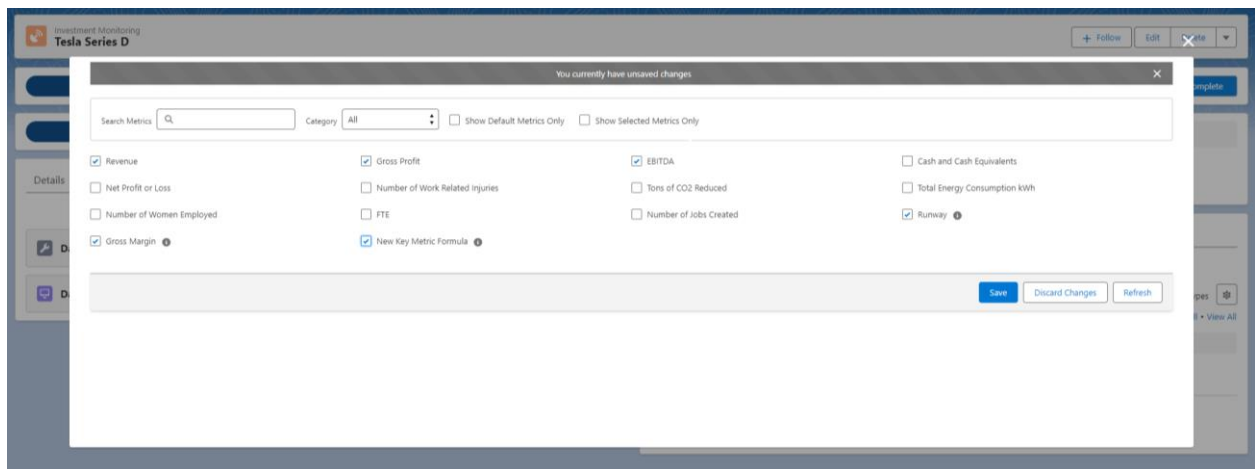 Investment Monitoring
Tesla Series D
+ Follow Edit Delete
You currently have unsaved changes
Search Metrics Category All Show Default Metrics Only Show Selected Metrics Only
Revenue Gross Profit EBITDA Cash and Cash Equivalents
Details
Net Profit or Loss Number of Work Related Injuries Tons of CO2 Reduced Total Energy Consumption kWh
Number of Women Employed FTE Number of Jobs Created Runway
Gross Margin New Key Metric Formula
Save Discard Changes Refresh
View All